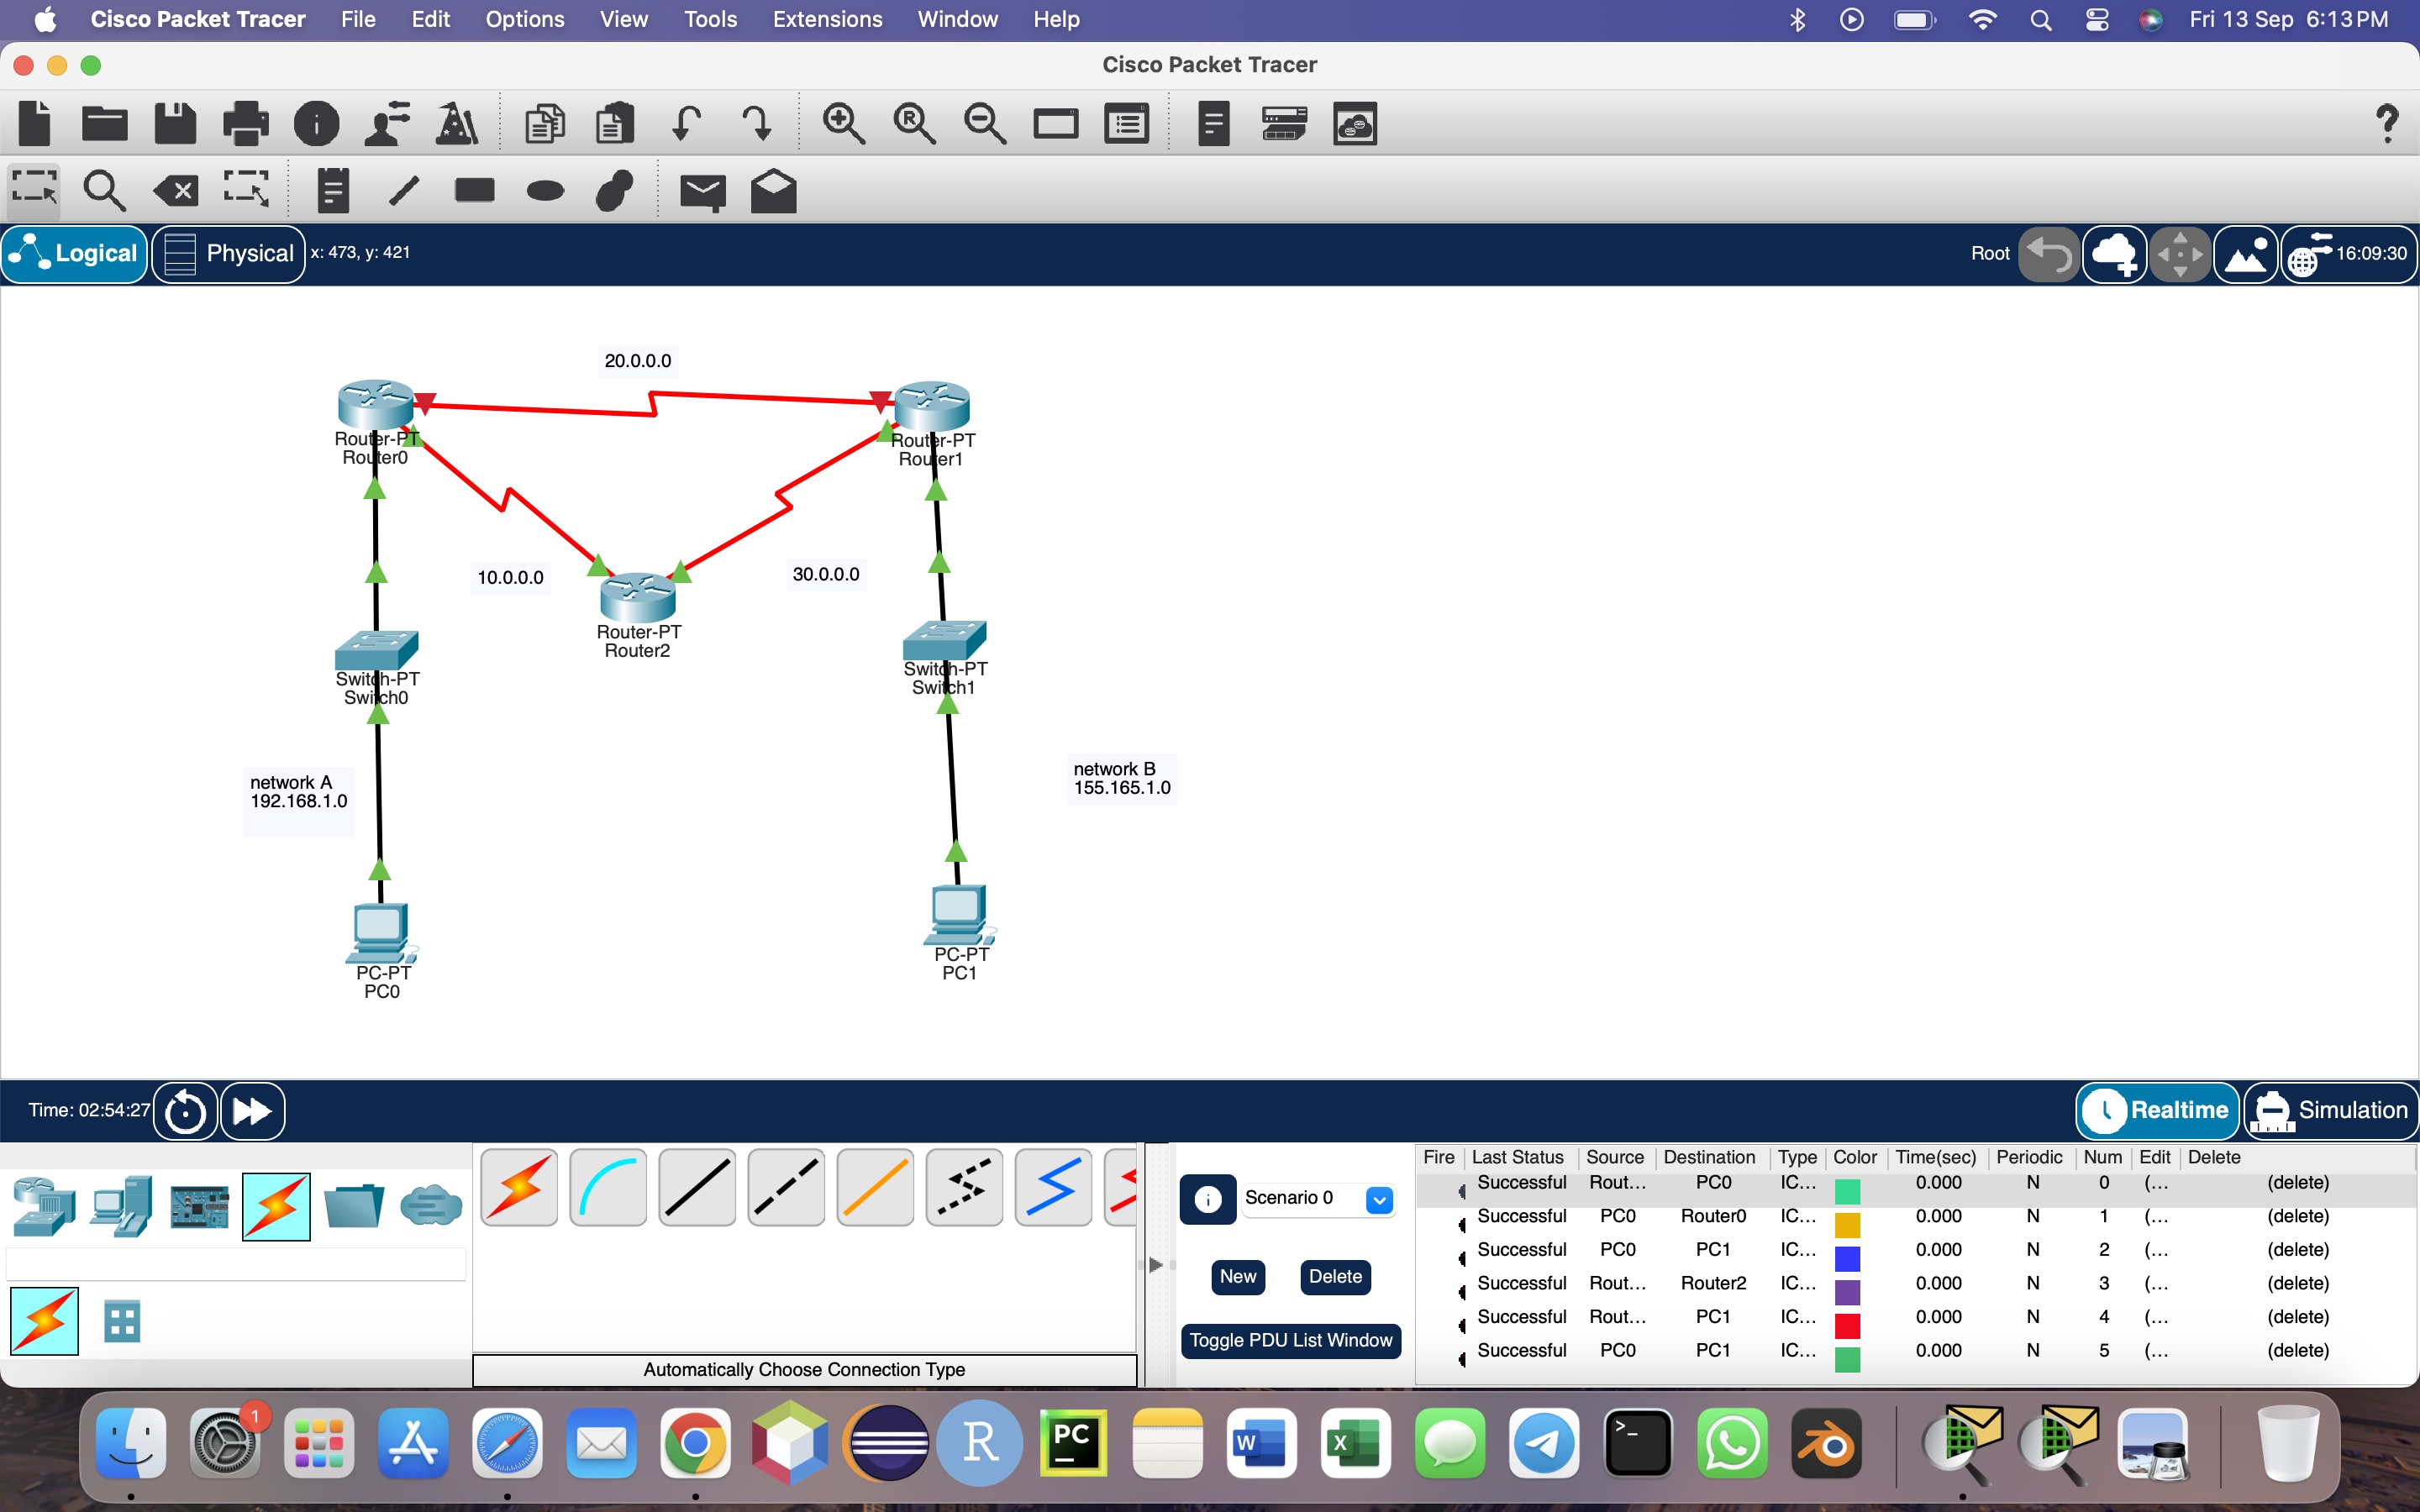 Cisco Packet Tracer File Edit Options View Tools Extensions Window Help Fri 13 Sep 6:13 PM
Cisco Packet Tracer
Logical Physical x: 473, y: 421 Root 16:09:30
20.0.0.0
Router-PT
Router0
Router-PT
Router1
10.0.0.0
30.0.0.0
Router-PT
Router2
Switch-PT
Switch0
Switch-PT
Switch1
network A
192.168.1.0
network B
155.165.1.0
PC-PT
PC0
PC-PT
PC1
Time: 02:54:27 Realtime Simulation
Fire Last Status Source Destination Type Color Time(sec) Periodic Num Edit Delete
Successful Rout... PC0 IC... 0.000 N 0 (... (delete)
Successful PC0 Router0 IC... 0.000 N 1 (... (delete)
Successful PC0 PC1 IC... 0.000 N 2 (... (delete)
Successful Rout... Router2 IC... 0.000 N 3 (... (delete)
Successful Rout... PC1 IC... 0.000 N 4 (... (delete)
Successful PC0 PC1 IC... 0.000 N 5 (... (delete)
Scenario 0
New Delete
Toggle PDU List Window
Automatically Choose Connection Type
1
R
PC
W
X
>_